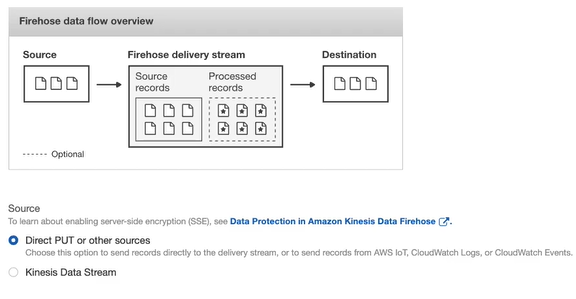 Firehose data flow overview
Source
Firehose delivery stream
Destination
Source records
Processed records
Optional
Source
To learn about enabling server-side encryption (SSE), see Data Protection in Amazon Kinesis Data Firehose.
Direct PUT or other sources
Choose this option to send records directly to the delivery stream, or to send records from AWS IoT, CloudWatch Logs, or CloudWatch Events.
Kinesis Data Stream